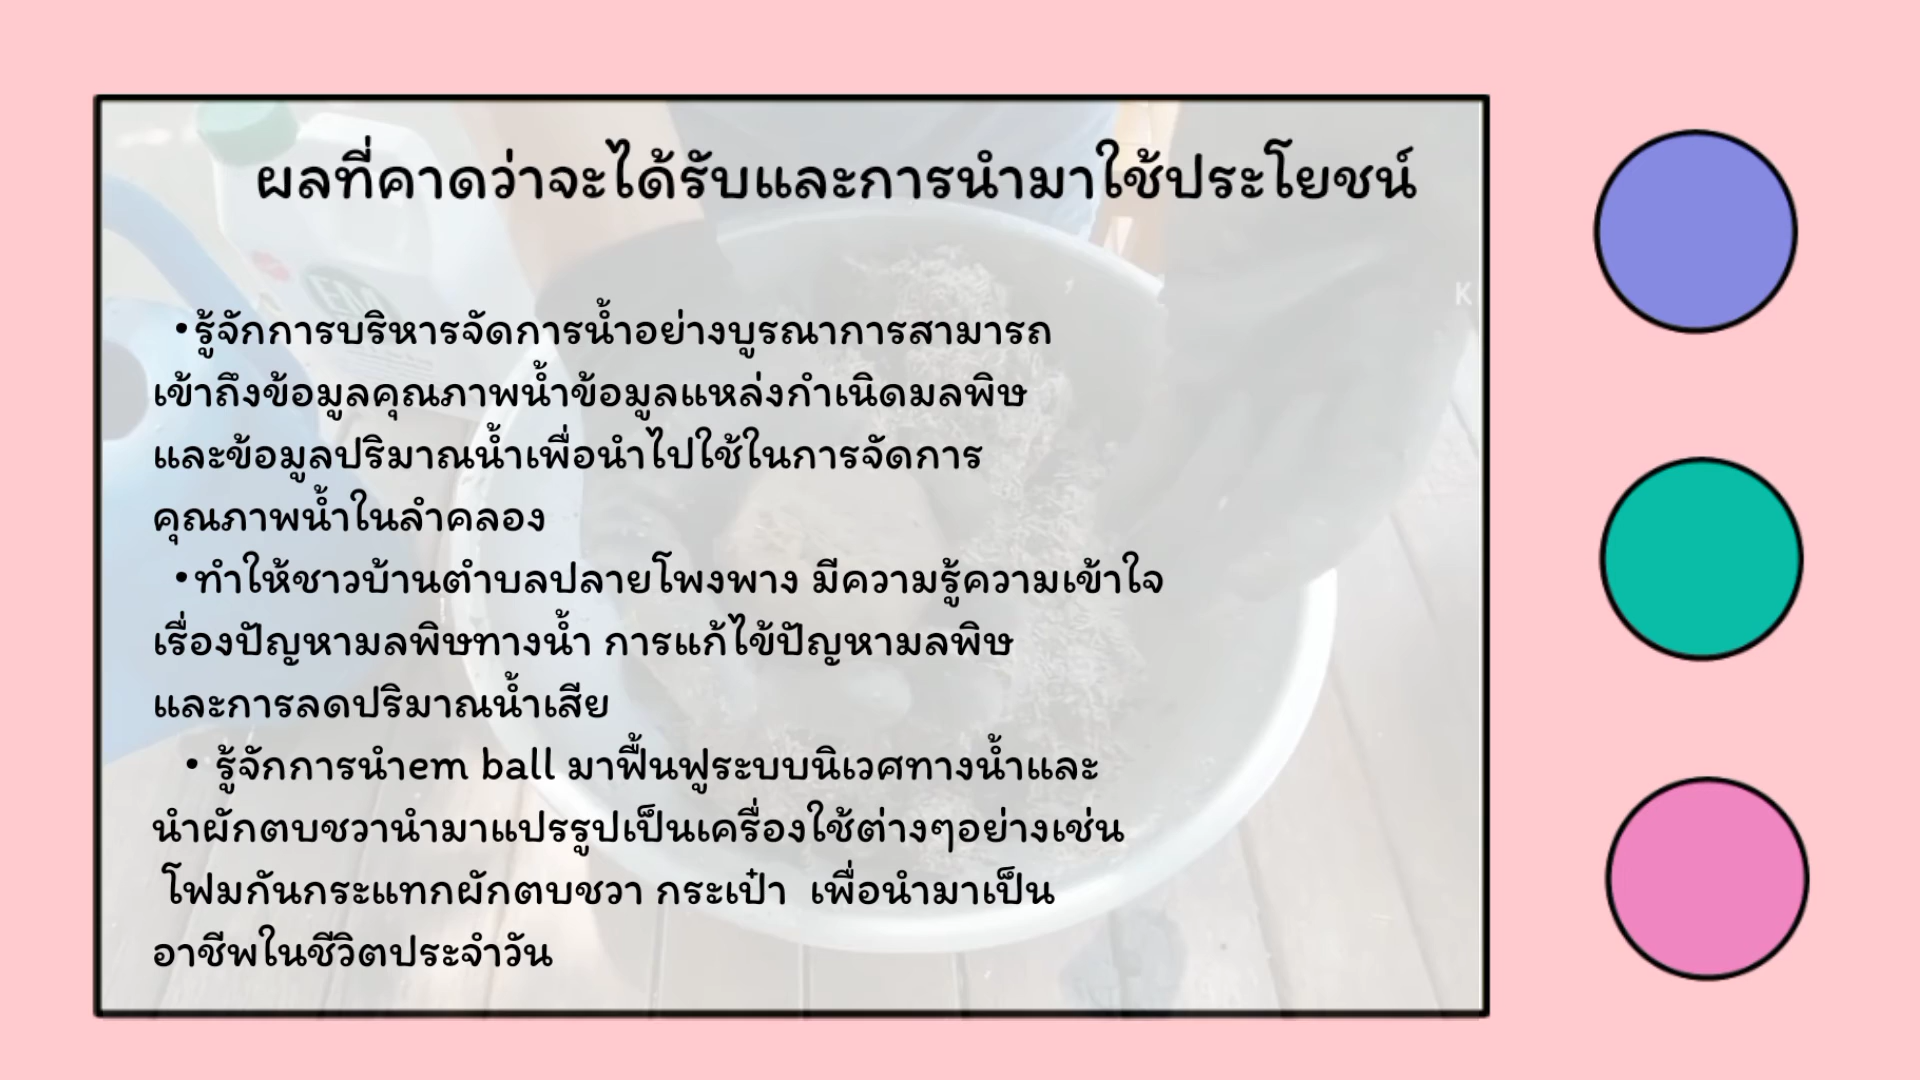 ผลที่คาดว่าจะได้รับและการนำมาใช้ประโยชน์
EM
K
•รู้จักการบริหารจัดการน้ำอย่างบูรณาการสามารถ
เข้าถึงข้อมูลคุณภาพน้ำข้อมูลแหล่งกำเนิดมลพิษ
และข้อมูลปริมาณน้ำเพื่อนำไปใช้ในการจัดการ
คุณภาพน้ำในลำคลอง
•ทำให้ชาวบ้านตำบลปลายโพงพาง มีความรู้ความเข้าใจ
เรื่องปัญหามลพิษทางน้ำ การแก้ไข้ปัญหามลพิษ
และการลดปริมาณน้ำเสีย
• รู้จักการนำem ball มาฟื้นฟูระบบนิเวศทางน้ำและ
นำผักตบชวานำมาแปรรูปเป็นเครื่องใช้ต่างๆอย่างเช่น
โฟมกันกระแทกผักตบชวา กระเป๋า เพื่อนำมาเป็น
อาชีพในชีวิตประจำวัน